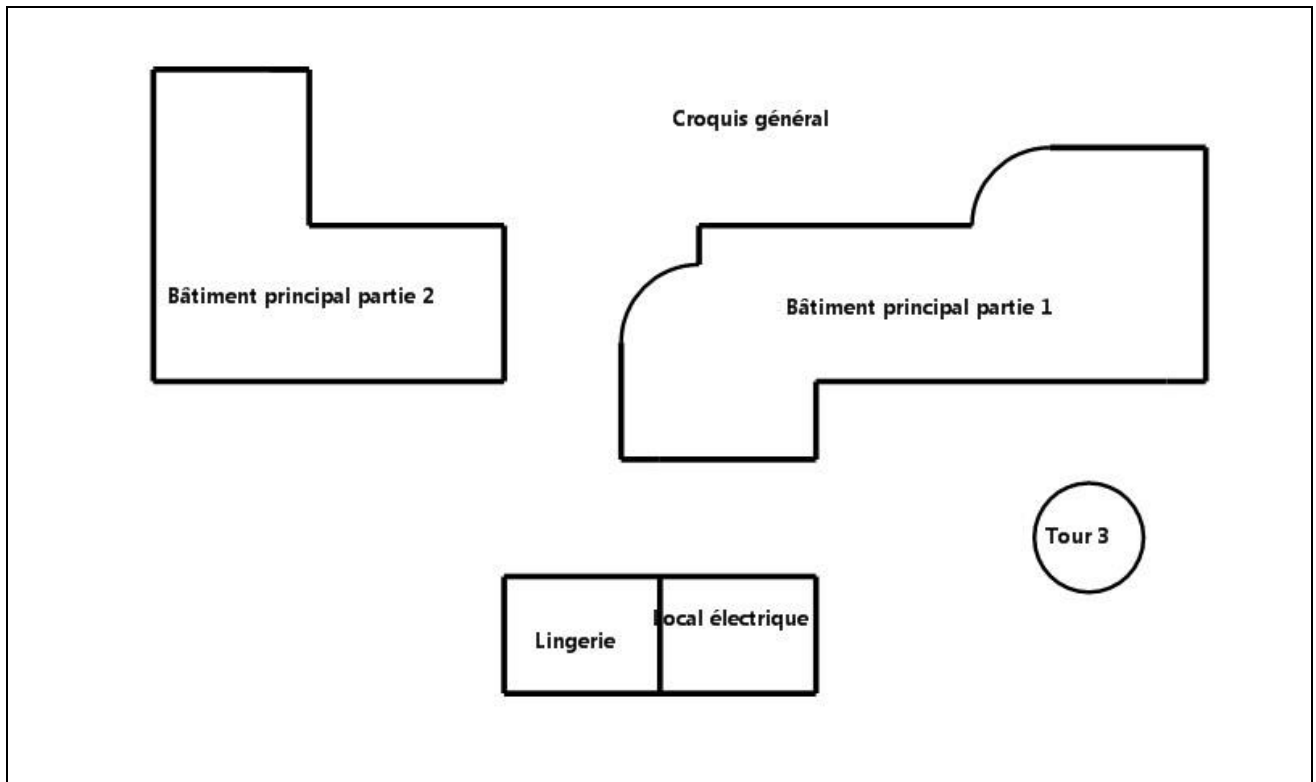 Croquis général
Bâtiment principal partie 2
Bâtiment principal partie 1
Tour 3
Local électrique
Lingerie